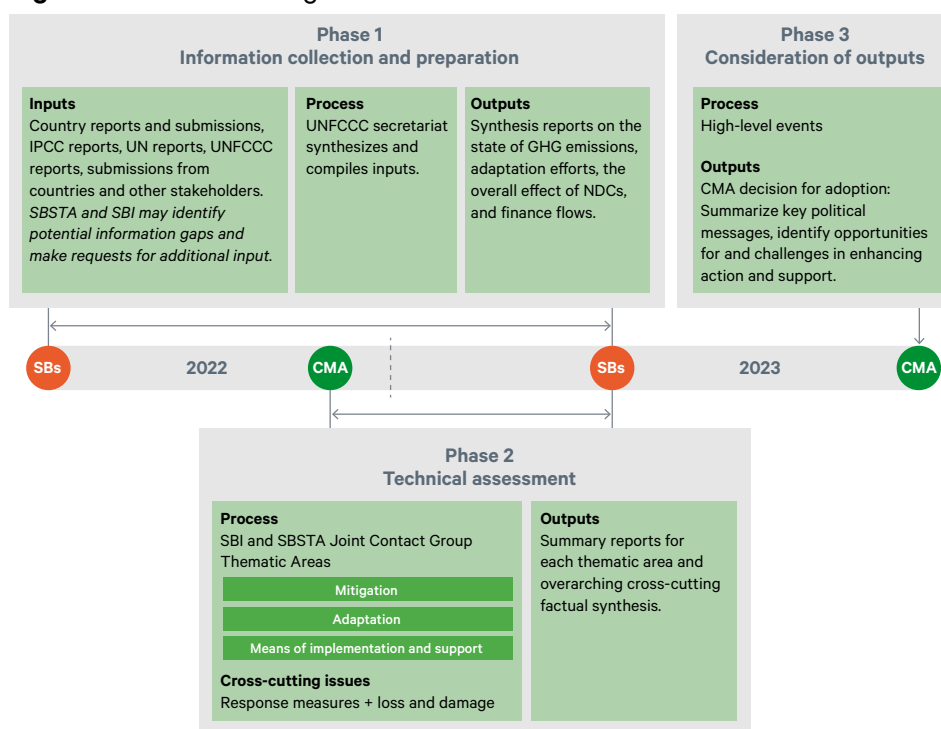 Phase 1
Information collection and preparation
Inputs
Country reports and submissions,
IPCC reports, UN reports, UNFCCC
reports, submissions from
countries and other stakeholders.
SBSTA and SBI may identify
potential information gaps and
make requests for additional input.
Process
UNFCCC secretariat
synthesizes and
compiles inputs.
Outputs
Synthesis reports on the
state of GHG emissions,
adaptation efforts, the
overall effect of NDCs,
and finance flows.
Phase 3
Consideration of outputs
Process
High-level events
Outputs
CMA decision for adoption:
Summarize key political
messages, identify opportunities
for and challenges in enhancing
action and support.
SBs
2022
CMA
SBs
2023
CMA
Phase 2
Technical assessment
Process
SBI and SBSTA Joint Contact Group
Thematic Areas
Mitigation
Adaptation
Means of implementation and support
Cross-cutting issues
Response measures + loss and damage
Outputs
Summary reports for
each thematic area and
overarching cross-cutting
factual synthesis.